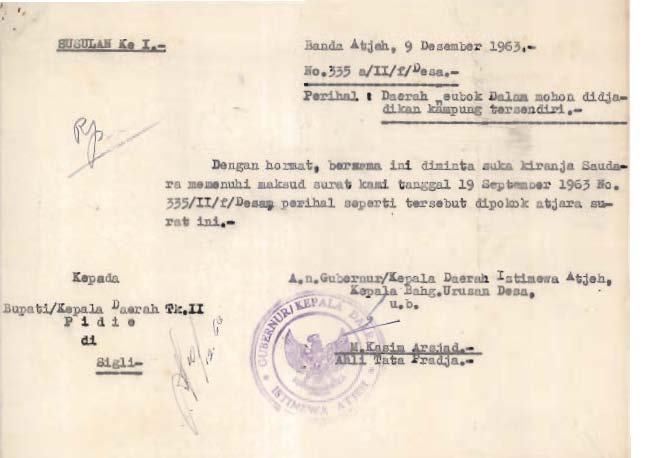 SUSULAN Ke I.-
Banda Atjeh, 9 Desember 1963.-
No.335 a/II/f/Desa.-
Perihal : Daerah eubok Dalam mohon didja-
dikan kampung tersendiri.-
Dengan hormat, bersema ini diminta suka kiranja Sauda-
ra memenuhi maksud surat kami tanggal 19 September 1963 No.
335/II/f/Desa, perihal seperti tersebut dipokok atjara su-
rat ini.-
Kepada
Bupati/Kepala Daerah Tk.II
P i d i e
di
Sigli-
A.n.Gubernur/Kepala Daerah Istimewa Atjeh,
Kepala Bahg.Urusan Desa,
u.b.
M.Kasim Arsjad.-
Ahli Tata Pradja.-
GUBERNUR/KEPALA DAERAH
ISTIMEWA ATJEH